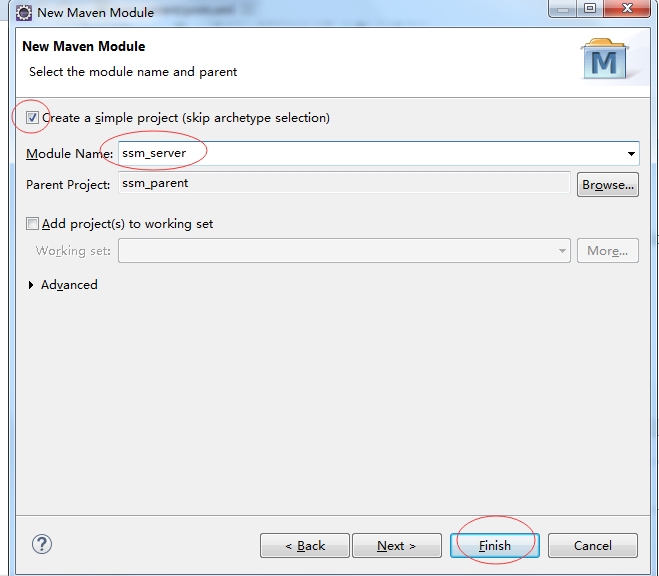 New Maven Module
New Maven Module
Select the module name and parent
M
Create a simple project (skip archetype selection)
Module Name: ssm_server
Parent Project: ssm_parent Browse...
Add project(s) to working set
Working set: More...
Advanced
? < Back Next > Finish Cancel